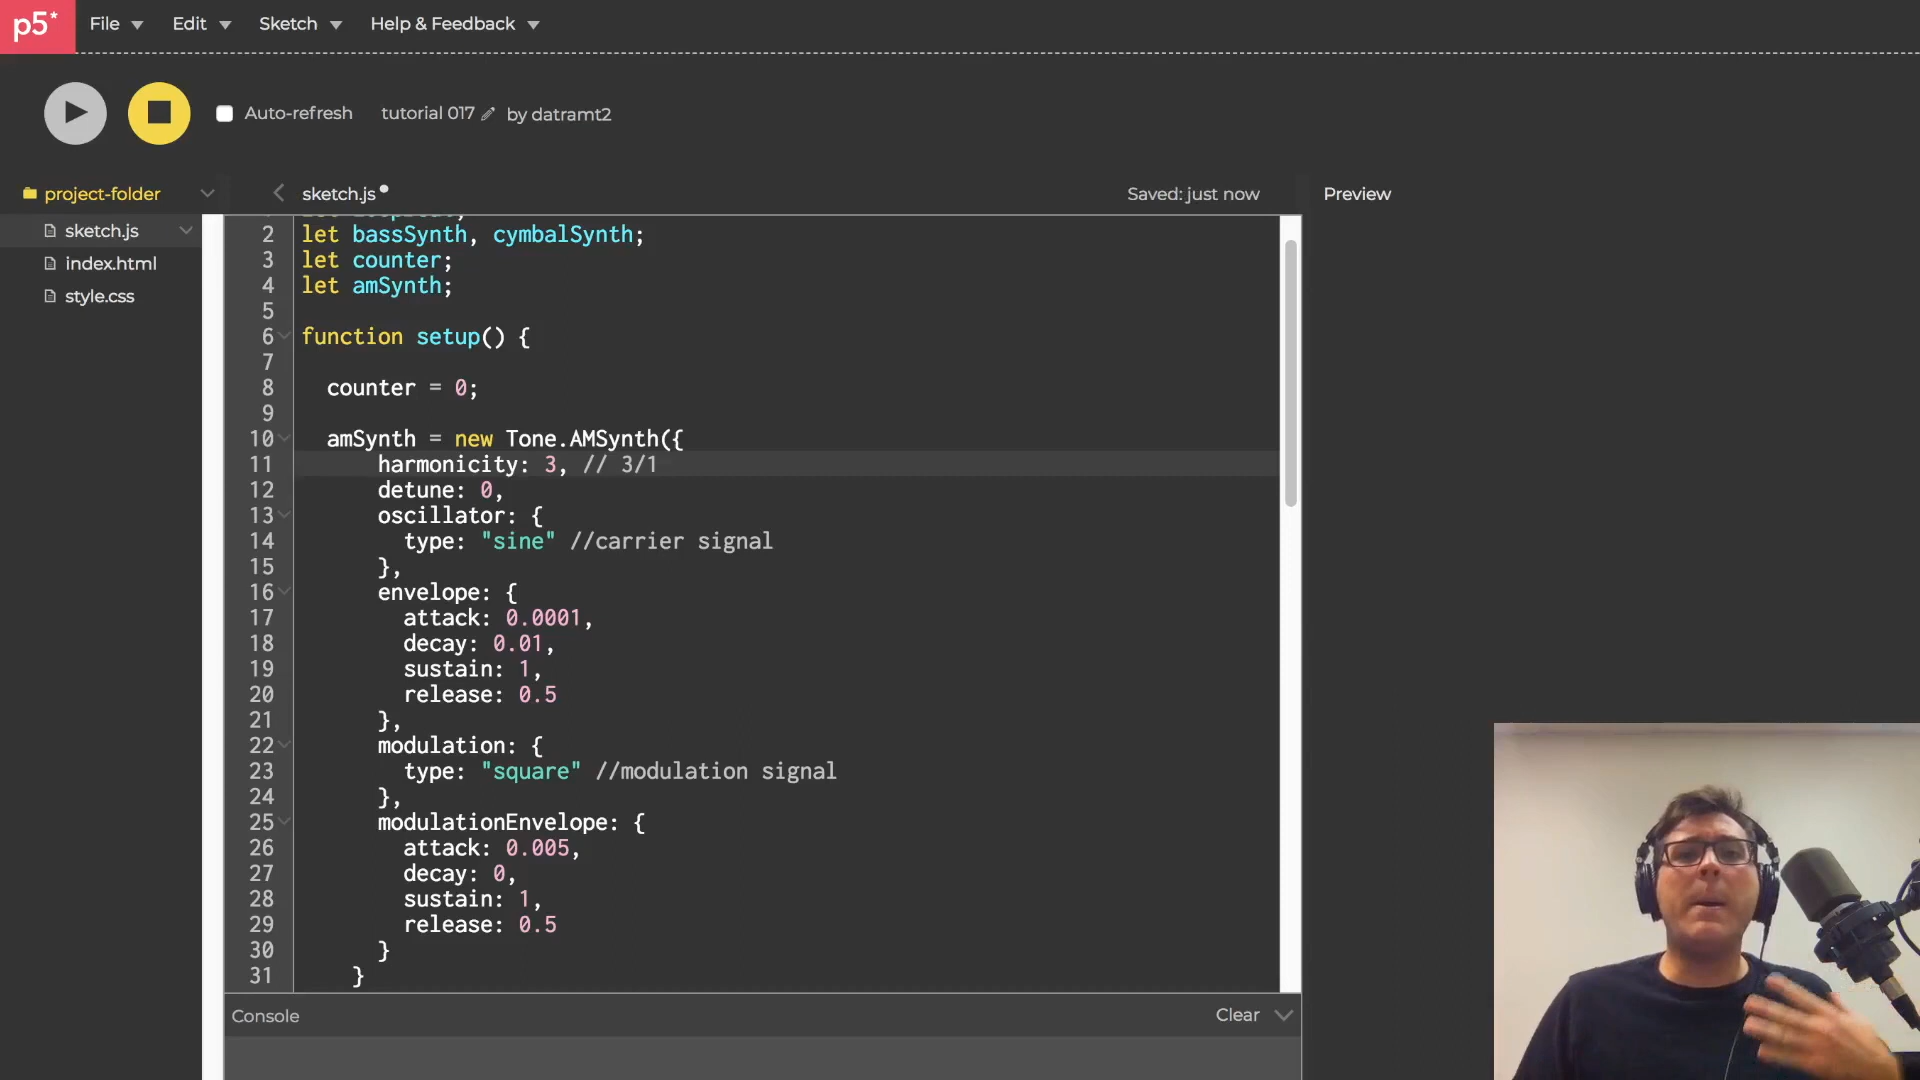 p5* File Edit Sketch Help & Feedback
Auto-refresh tutorial 017 by datramt2
project-folder sketch.js Saved: just now Preview
sketch.js
index.html
style.css
2 let bassSynth, cymbalSynth;
3 let counter;
4 let amSynth;
5
6 function setup() {
7
8 counter = 0;
9
10 amSynth = new Tone.AMSynth({
11 harmonicity: 3, // 3/1
12 detune: 0,
13 oscillator: {
14 type: "sine" //carrier signal
15 },
16 envelope: {
17 attack: 0.0001,
18 decay: 0.01,
19 sustain: 1,
20 release: 0.5
21 },
22 modulation: {
23 type: "square" //modulation signal
24 },
25 modulationEnvelope: {
26 attack: 0.005,
27 decay: 0,
28 sustain: 1,
29 release: 0.5
30 }
31 }
Console Clear